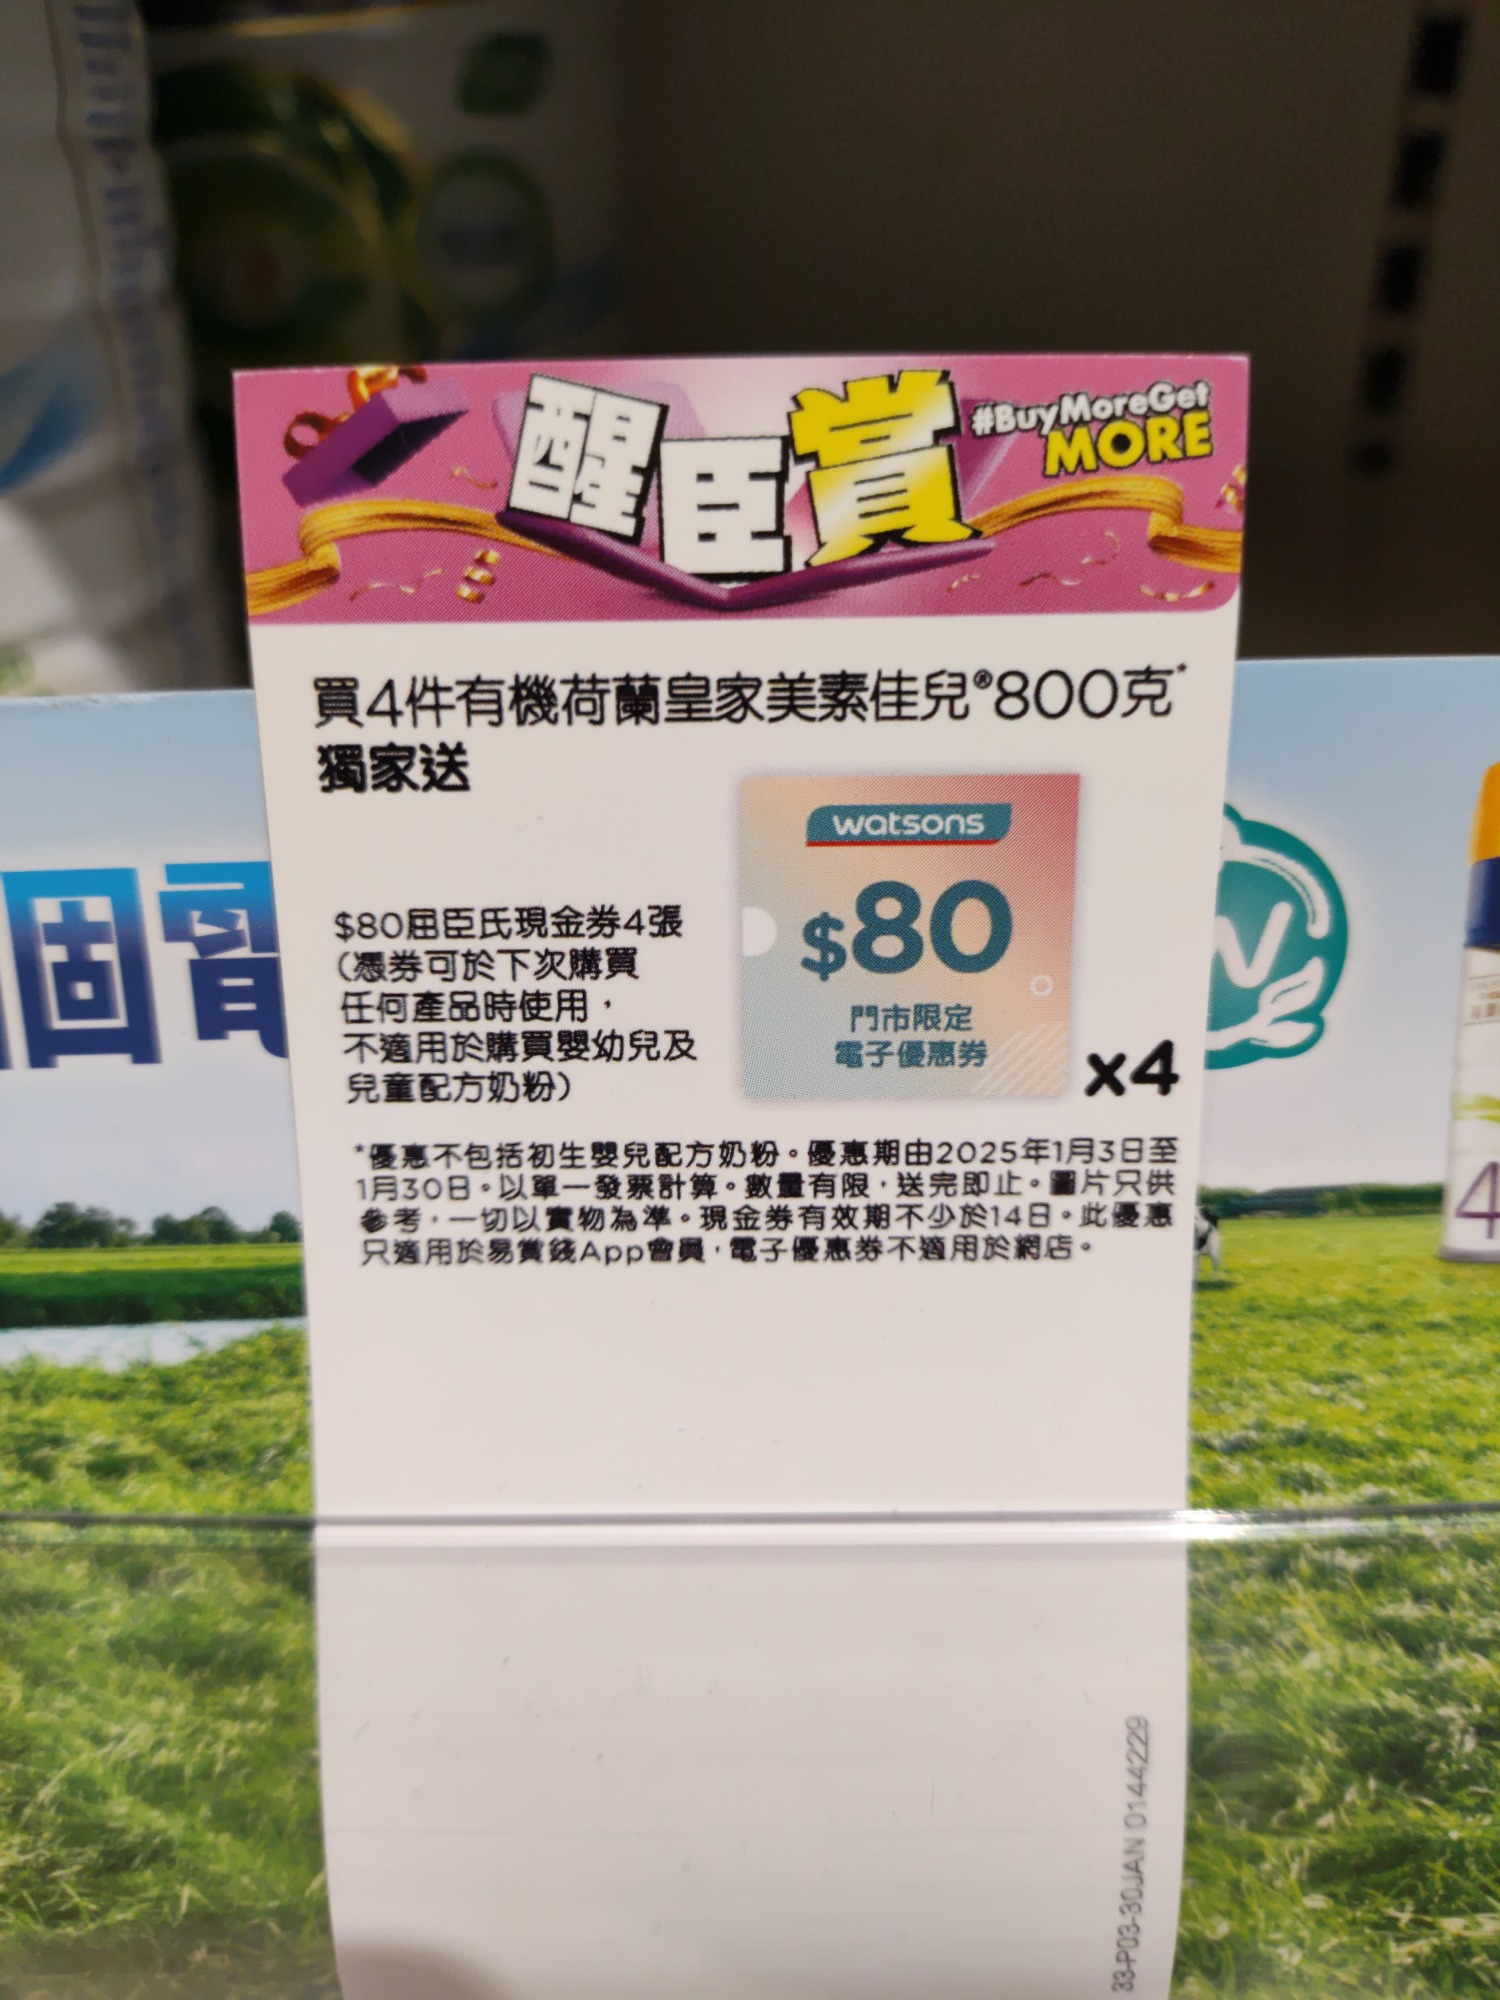 醒臣賞
#BuyMoreGet
MORE
買4件有機荷蘭皇家美素佳兒®800克*
獨家送
watsons
$80
門市限定
電子優惠券
x4
$80屈臣氏現金券4張
(憑券可於下次購買
任何產品時使用，
不適用於購買嬰幼兒及
兒童配方奶粉)
*優惠不包括初生嬰兒配方奶粉。優惠期由2025年1月3日至
1月30日。以單一發票計算。數量有限，送完即止。圖片只供
參考，一切以實物為準。現金券有效期不少於14日。此優惠
只適用於易賞錢App會員，電子優惠券不適用於網店。
固
4
33-P03-30JAN 0144229